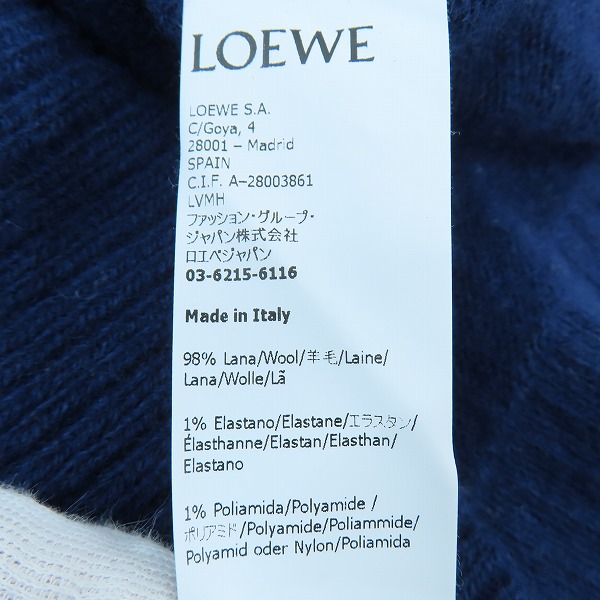 LOEWE
LOEWE S.A.
C/Goya, 4
28001 – Madrid
SPAIN
C.I.F. A-28003861
LVMH
ファッション・グループ・
ジャパン株式会社
ロエベジャパン
03-6215-6116
Made in Italy
98% Lana/Wool/羊毛/Laine/
Lana/Wolle/Lã
1% Elastano/Elastane/エラスタン/
Élasthanne/Elastan/Elasthan/
Elastano
1% Poliamida/Polyamide /
ポリアミド/Polyamide/Poliammide/
Polyamid oder Nylon/Poliamida